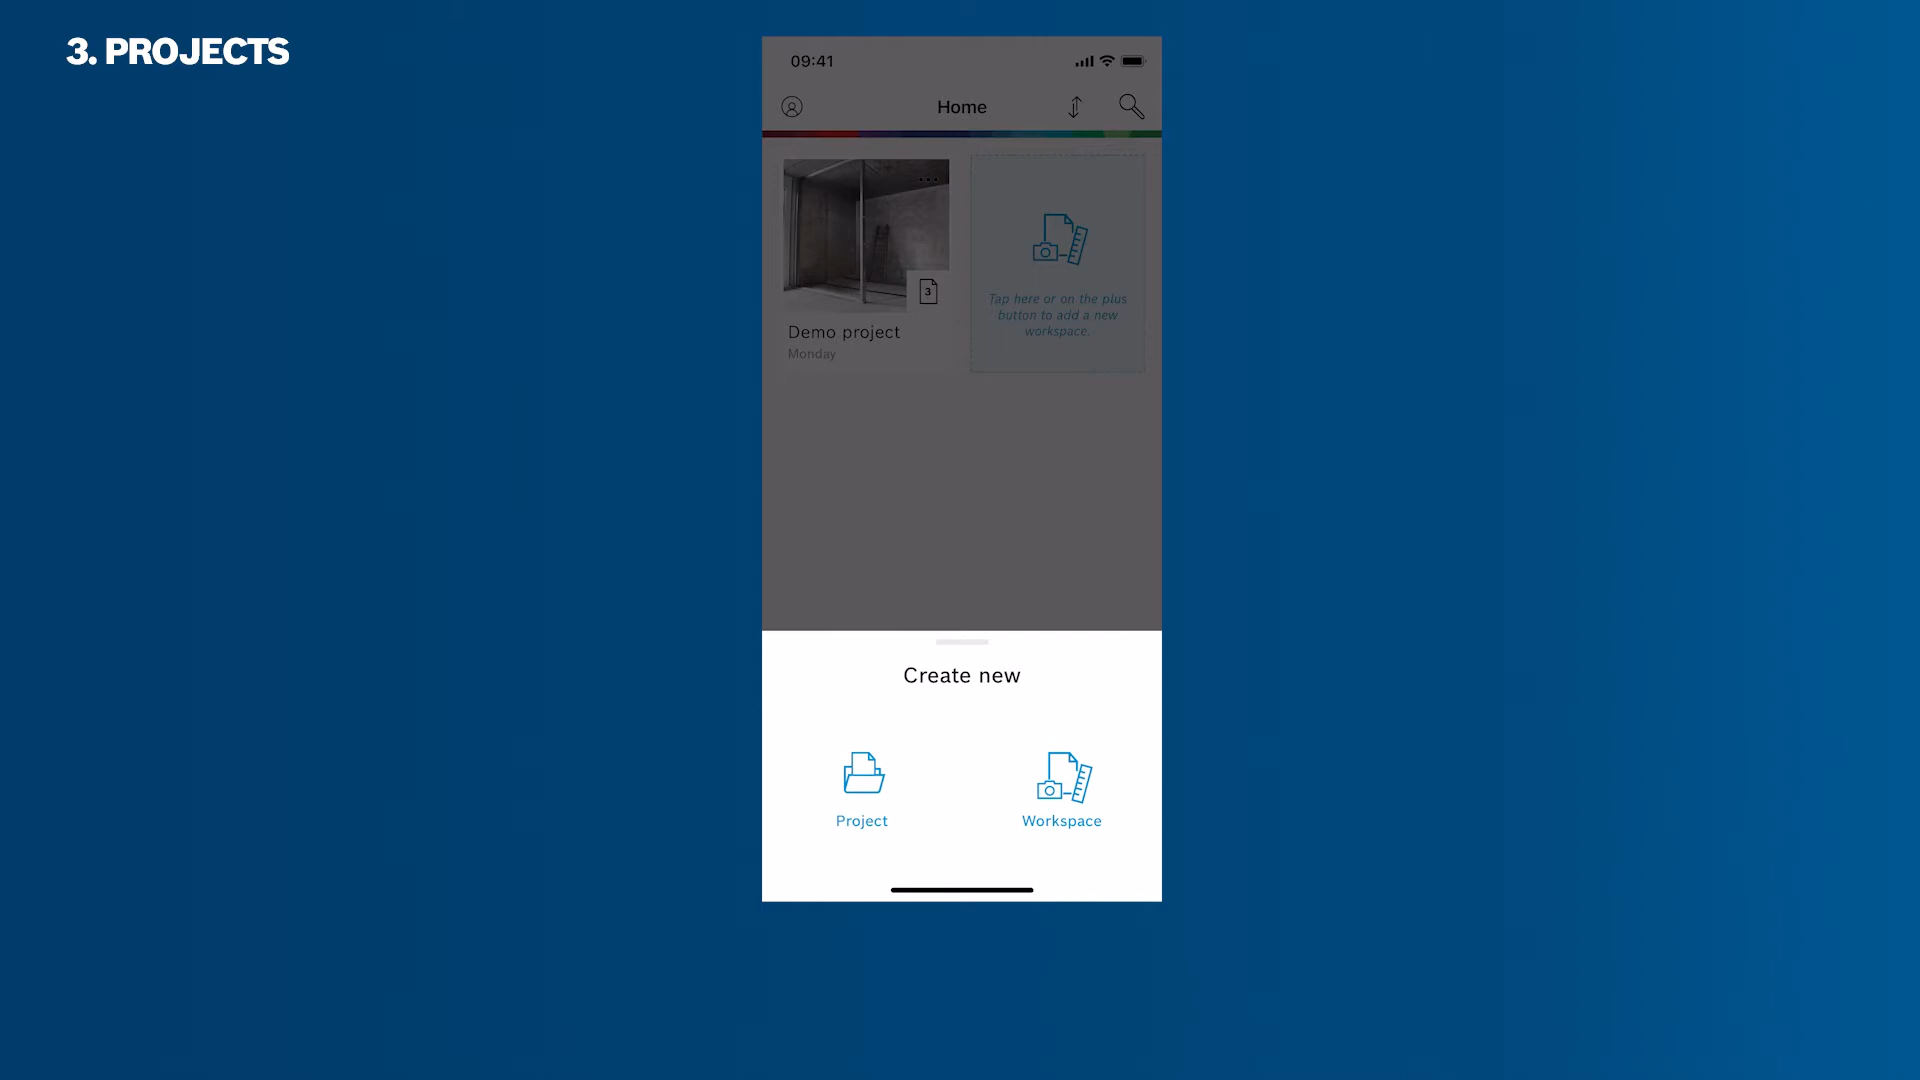 3. PROJECTS
09:41
Home
3
Demo project
Monday
Tap here or on the plus
button to add a new
workspace.
Create new
Project
Workspace